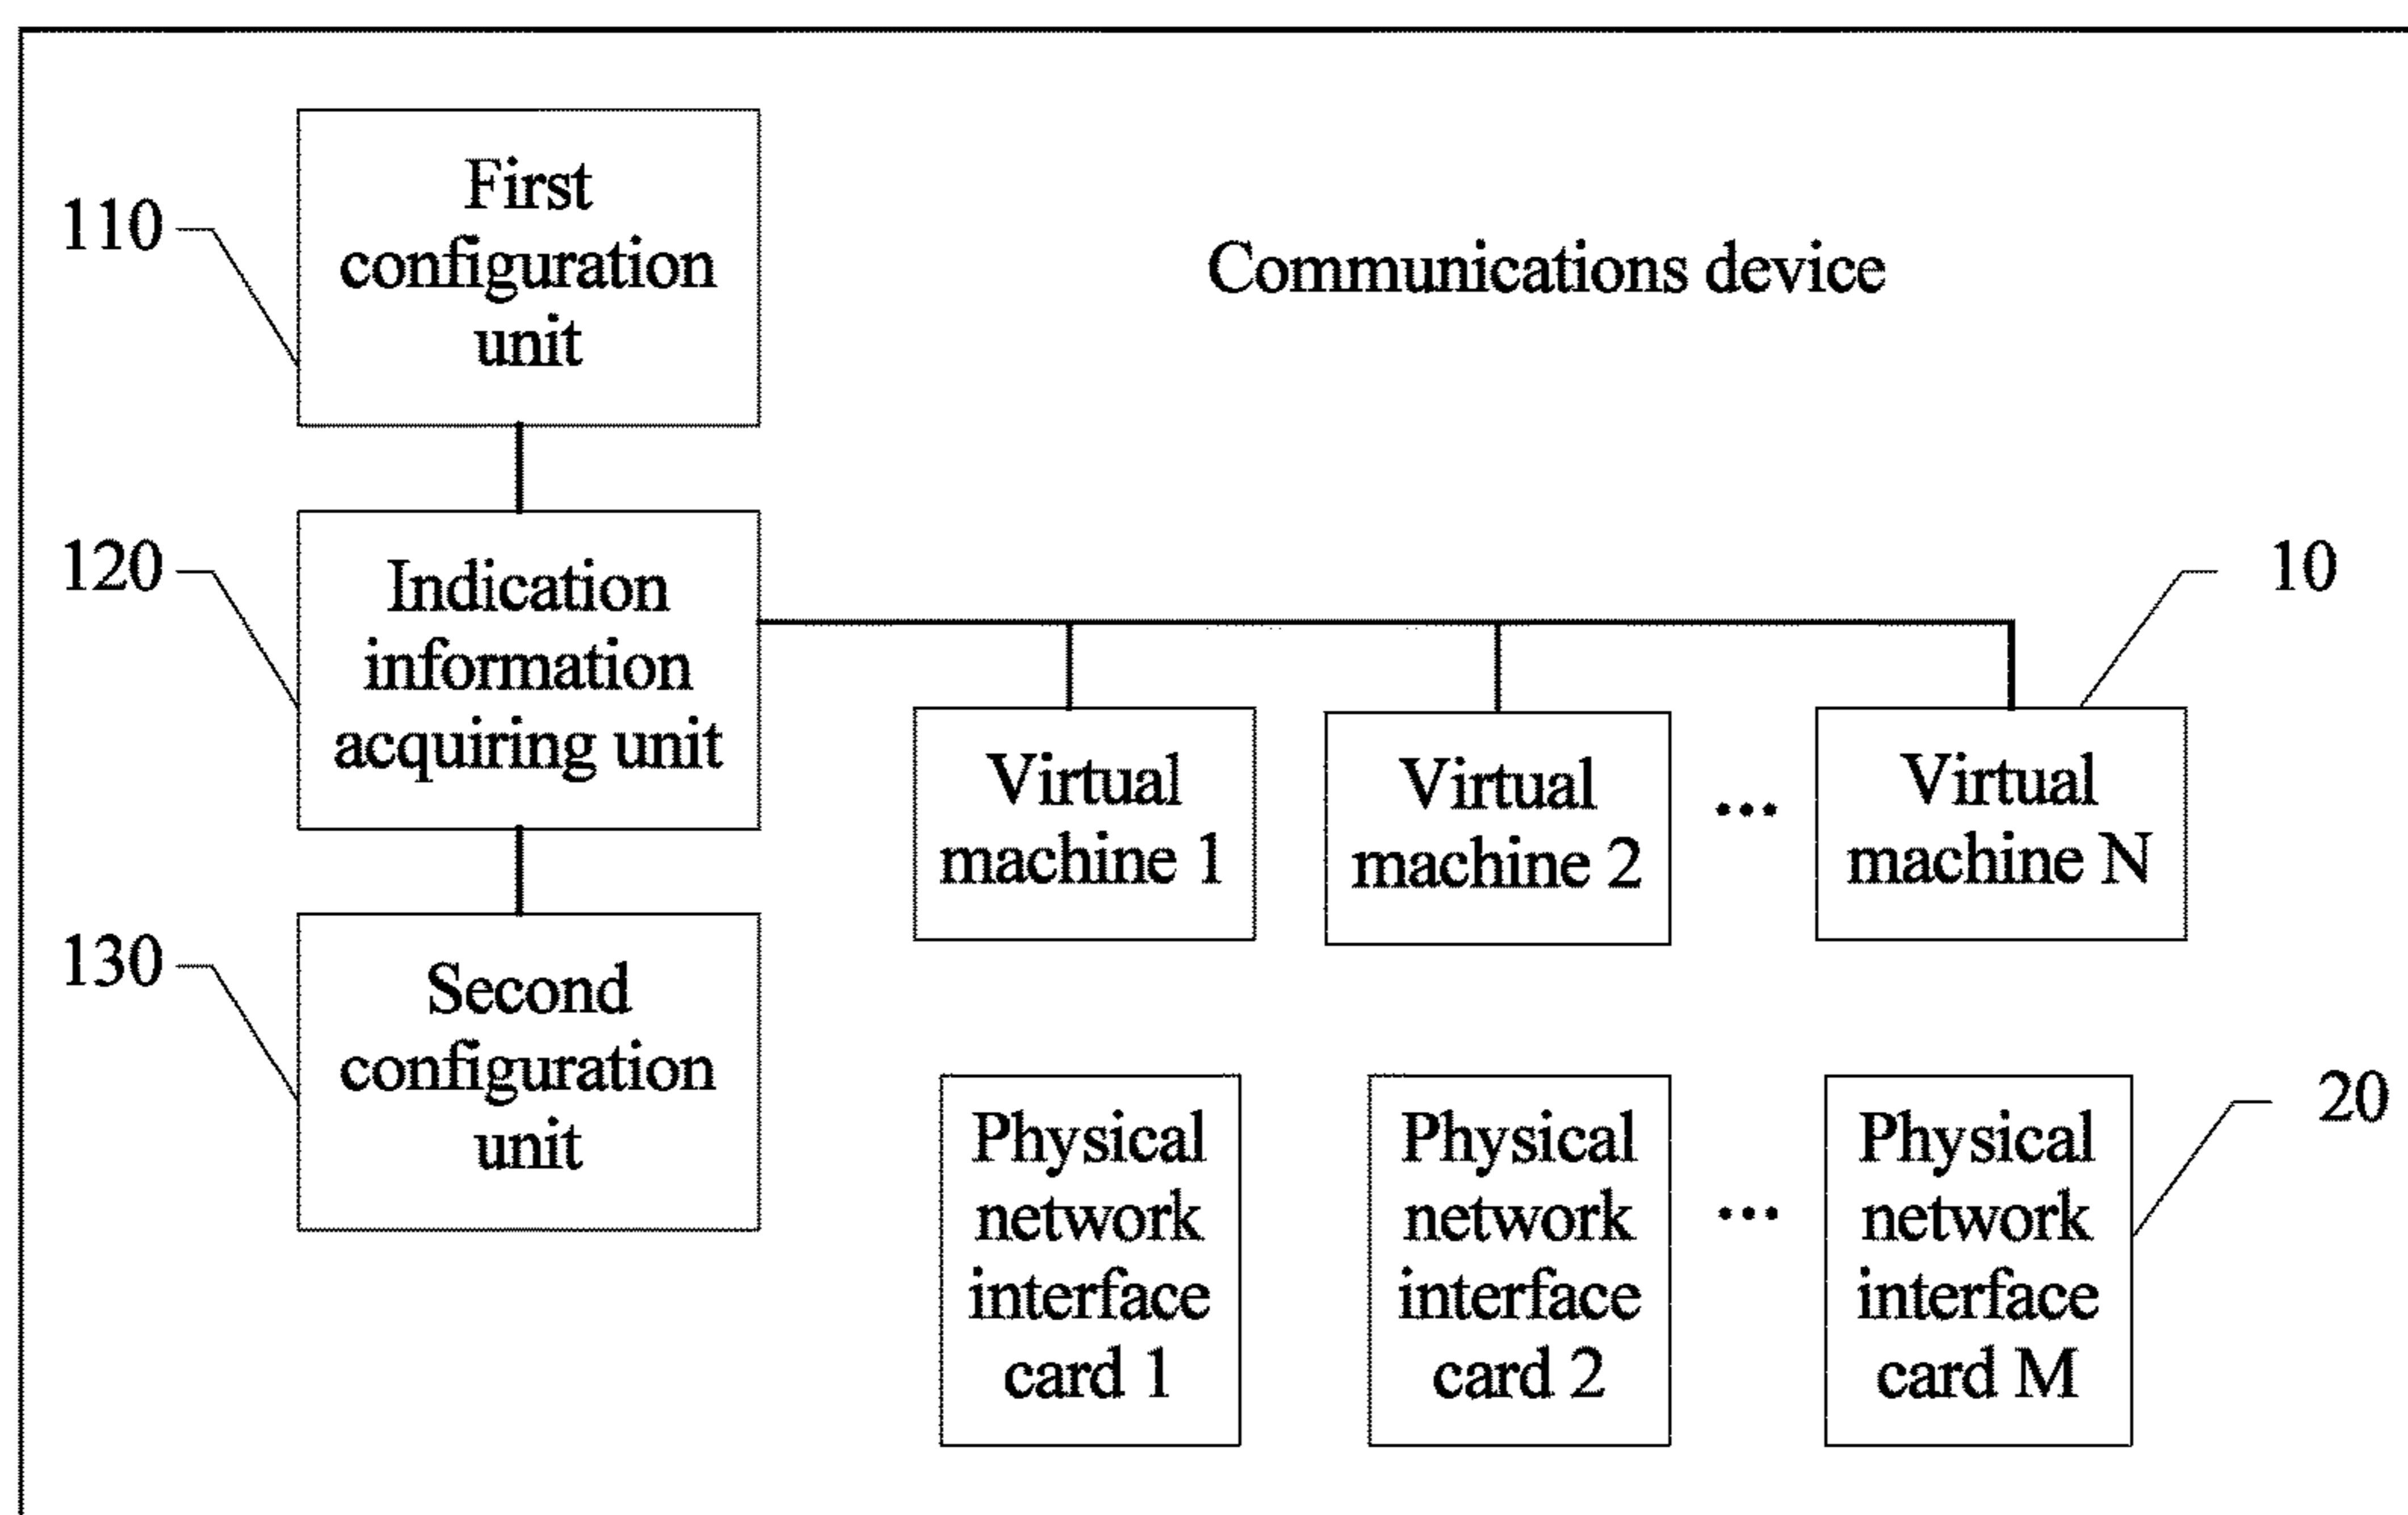 110
First
configuration
unit
Communications device
120
Indication
information
acquiring unit
10
Virtual
machine 1
Virtual
machine 2
...
Virtual
machine N
130
Second
configuration
unit
Physical
network
interface
card 1
Physical
network
interface
card 2
...
Physical
network
interface
card M
20